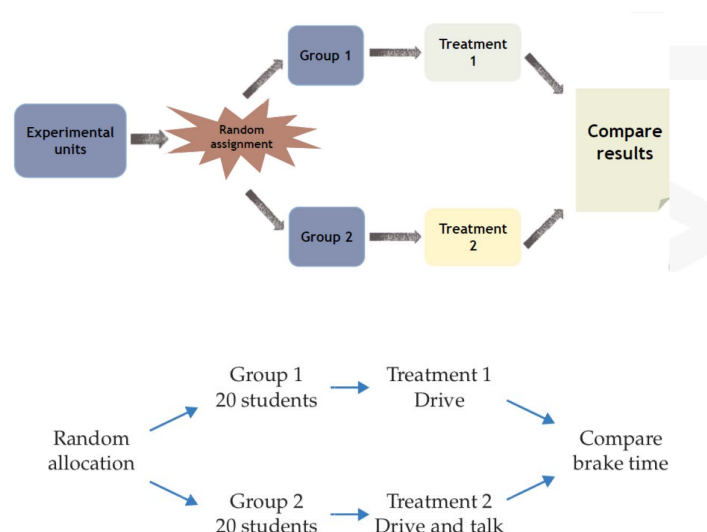 Experimental
units
Random
assignment
Group 1
Treatment
1
Group 2
Treatment
2
Compare
results
Random
allocation
Group 1
20 students
Treatment 1
Drive
Group 2
20 students
Treatment 2
Drive and talk
Compare
brake time